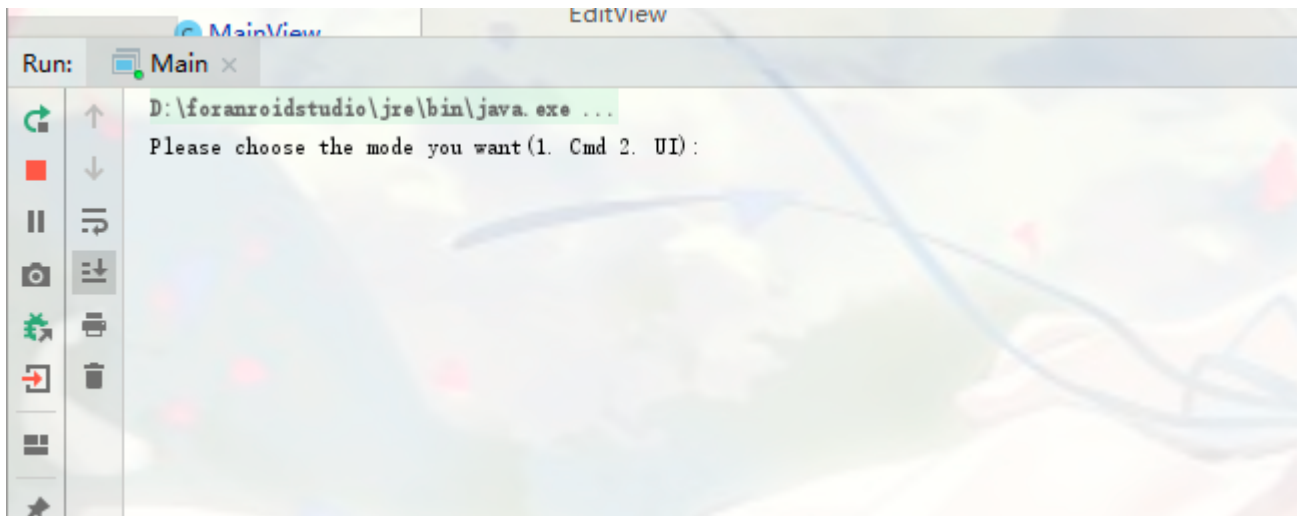 EditView
MainView
Run: Main
D:\foranroidstudio\jre\bin\java.exe ...
Please choose the mode you want(1. Cmd 2. UI):